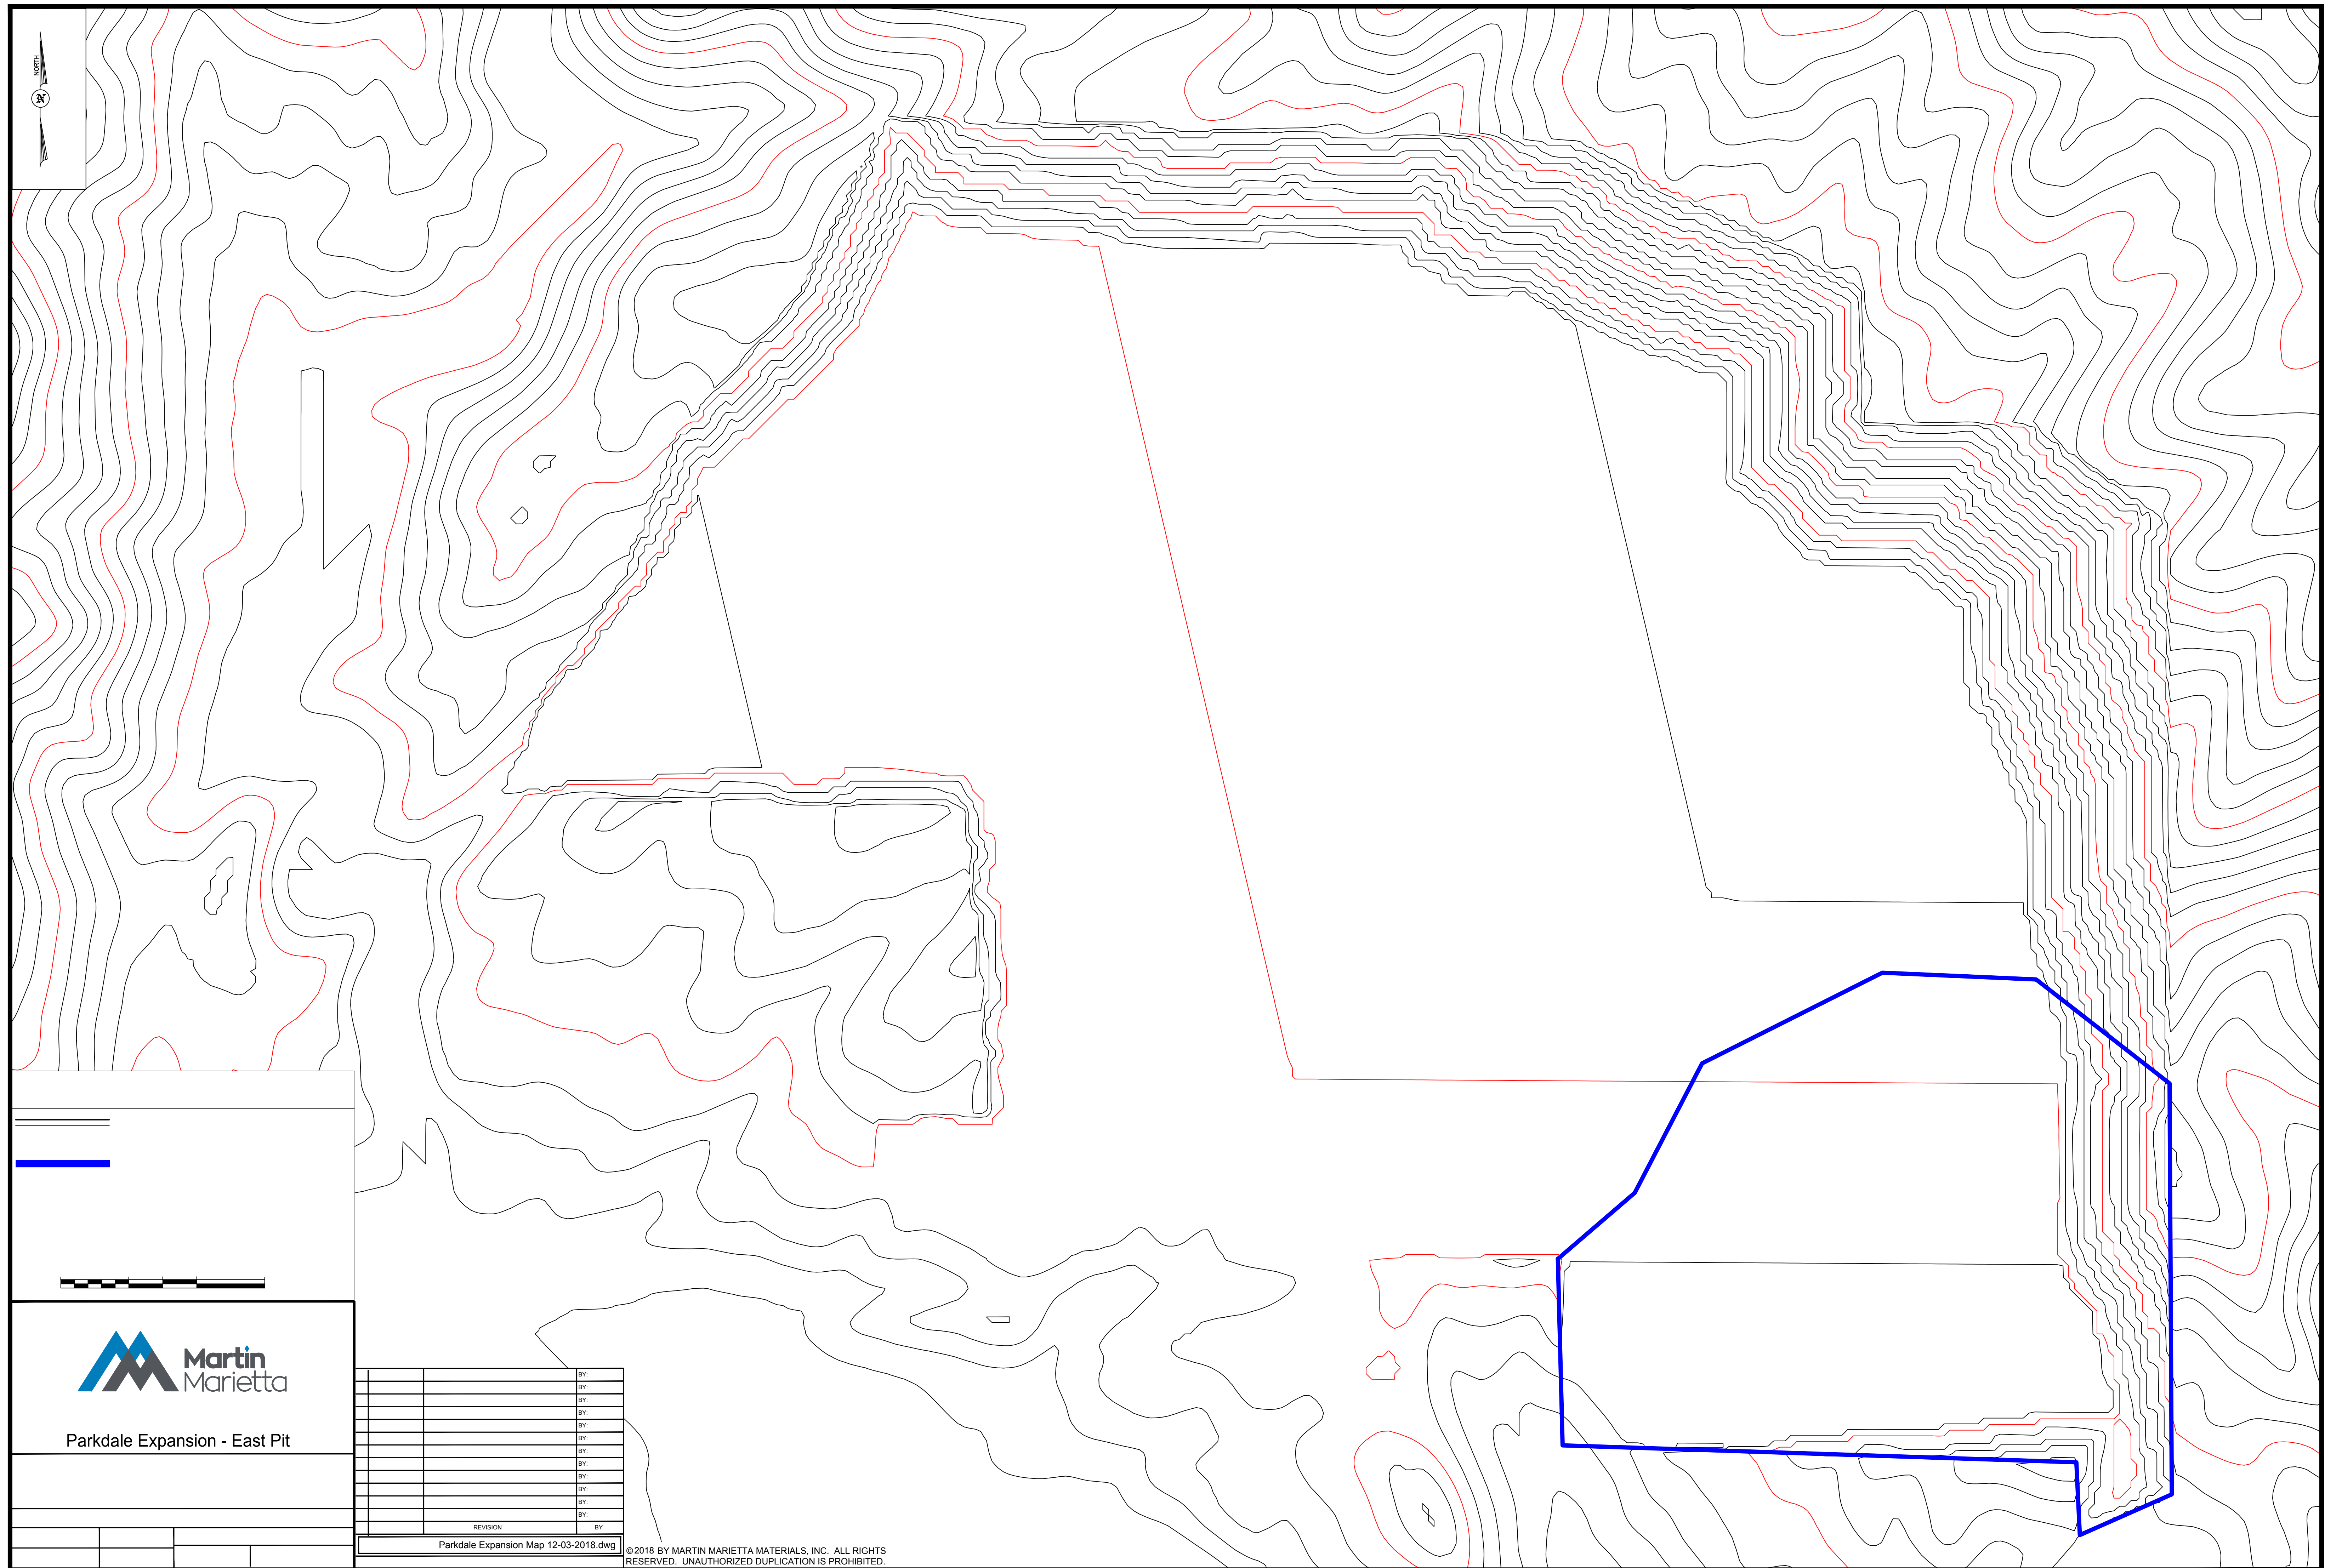 NORTH
N
Martin
Marietta
Parkdale Expansion - East Pit
BY:
BY:
BY:
BY:
BY:
BY:
BY:
BY:
BY:
BY:
BY:
BY:
REVISION BY
Parkdale Expansion Map 12-03-2018.dwg
©2018 BY MARTIN MARIETTA MATERIALS, INC. ALL RIGHTS
RESERVED. UNAUTHORIZED DUPLICATION IS PROHIBITED.